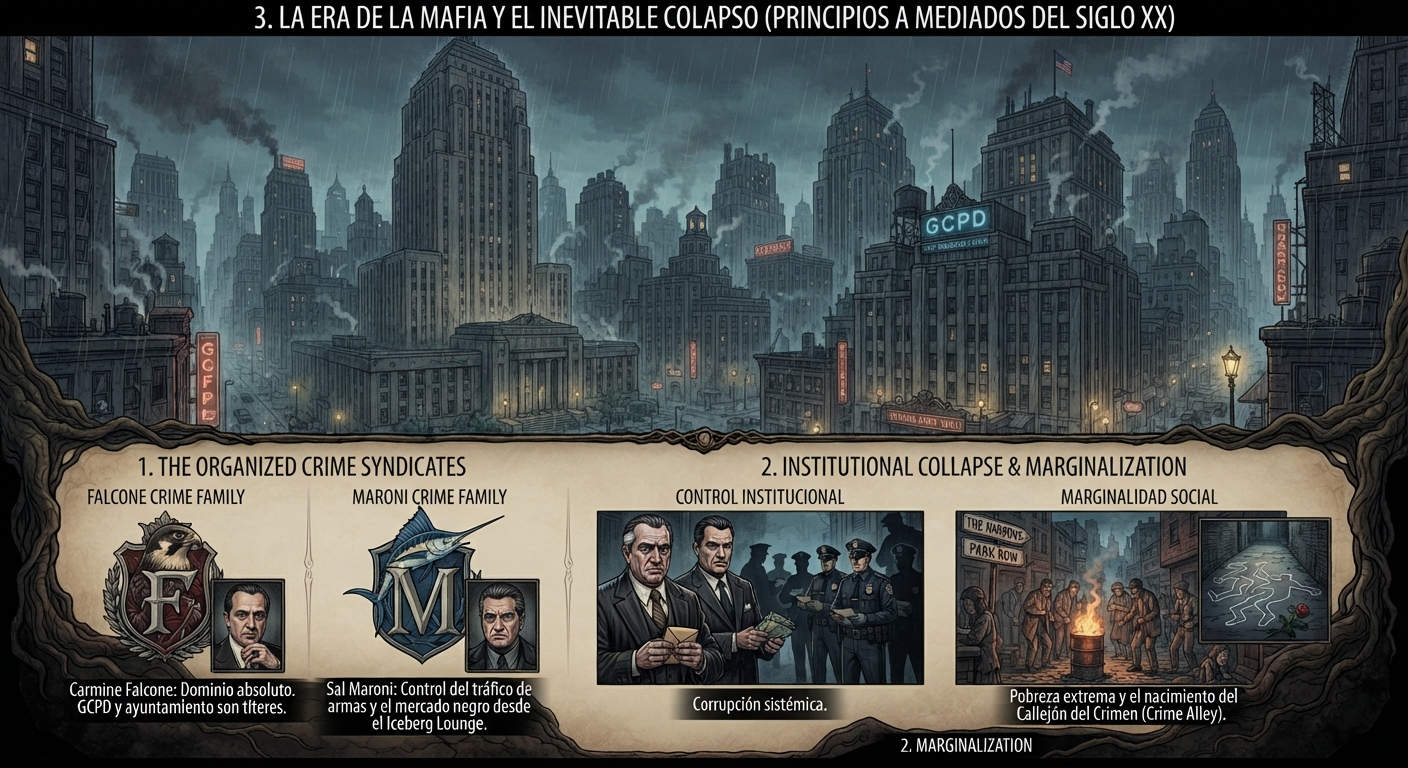 3. LA ERA DE LA MAFIA Y EL INEVITABLE COLAPSO (PRINCIPIOS A MEDIADOS DEL SIGLO XX)
GCPD
GCFP
1. THE ORGANIZED CRIME SYNDICATES
FALCONE CRIME FAMILY
MARONI CRIME FAMILY
F
M
Carmine Falcone: Dominio absoluto.
GCPD y ayuntamiento son títeres.
Sal Maroni: Control del tráfico de
armas y el mercado negro desde
el Iceberg Lounge.
2. INSTITUTIONAL COLLAPSE & MARGINALIZATION
CONTROL INSTITUCIONAL
MARGINALIDAD SOCIAL
THE
PARK ROW
Corrupción sistémica.
Pobreza extrema y el nacimiento del
Callejón del Crimen (Crime Alley).
2. MARGINALIZATION